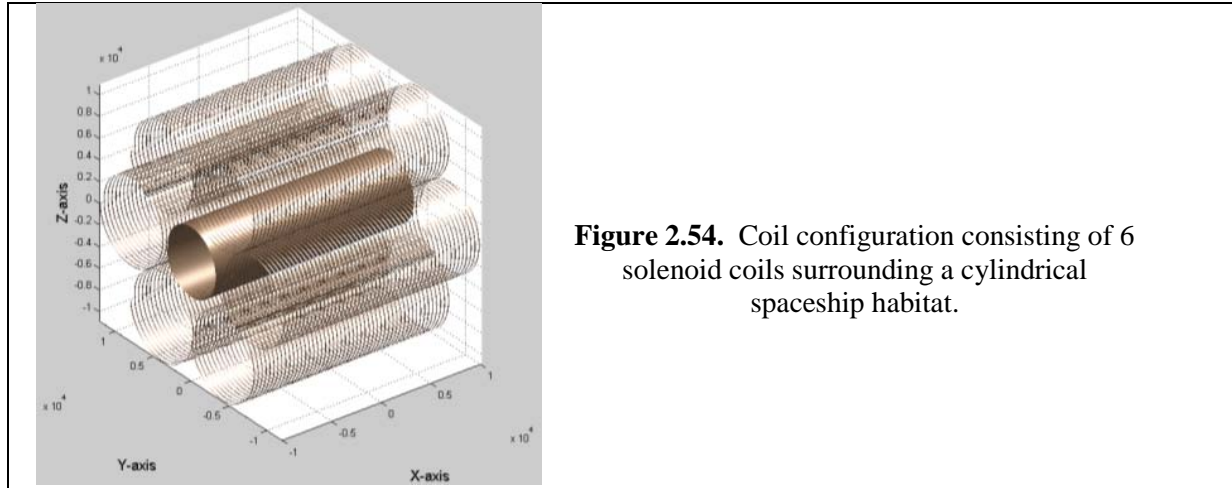 x 10⁴
1
0.8
0.6
0.4
0.2
0
-0.2
-0.4
-0.6
-0.8
-1
Z-axis
1
0.5
0
-0.5
-1
x 10⁴
Y-axis
-1
-0.5
0
0.5
1
x 10⁴
X-axis
Figure 2.54. Coil configuration consisting of 6
solenoid coils surrounding a cylindrical
spaceship habitat.